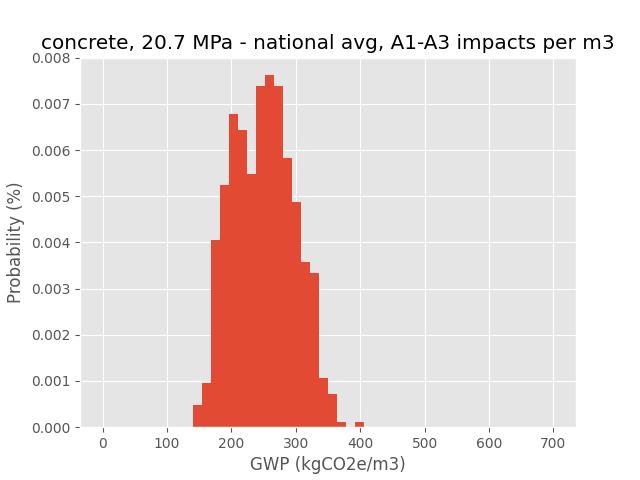 concrete, 20.7 MPa - national avg, A1-A3 impacts per m3
0.008
0.007
0.006
0.005
0.004
0.003
0.002
0.001
0.000
Probability (%)
0 100 200 300 400 500 600 700
GWP (kgCO2e/m3)